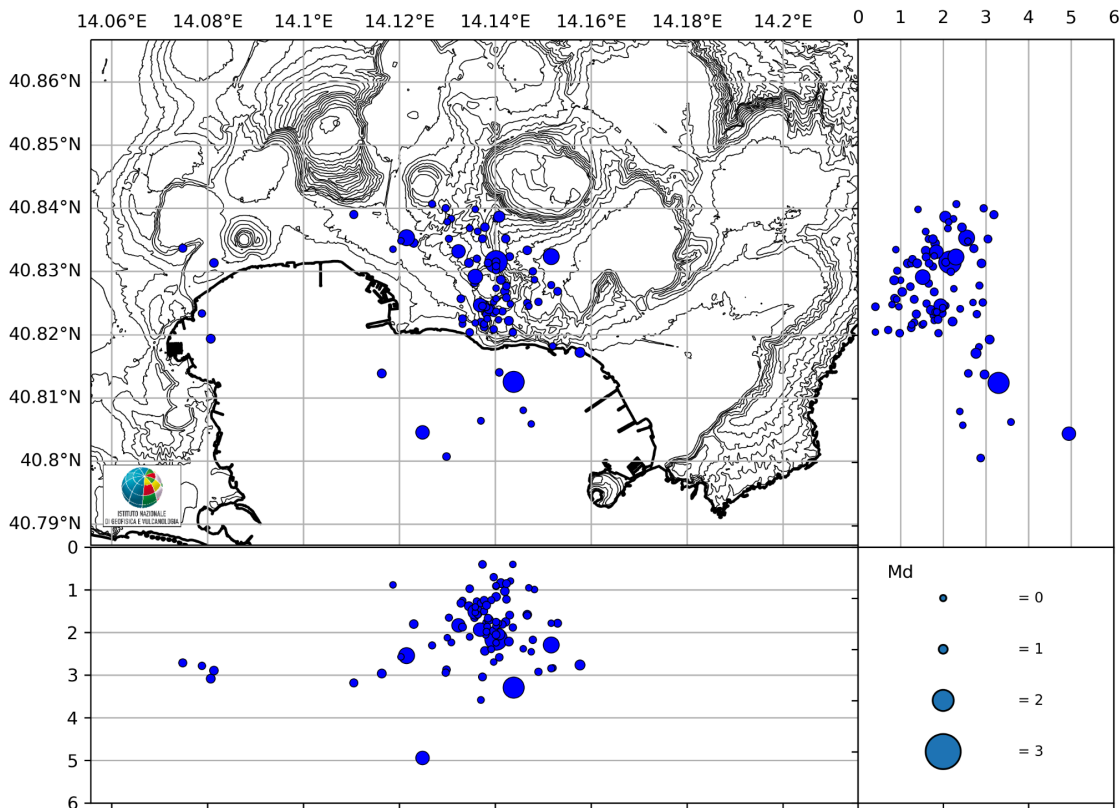 14.06°E 14.08°E 14.1°E 14.12°E 14.14°E 14.16°E 14.18°E 14.2°E 0 1 2 3 4 5 6
40.86°N
40.85°N
40.84°N
40.83°N
40.82°N
40.81°N
40.8°N
40.79°N
ISTITUTO NAZIONALE
DI GEOFISICA E VULCANOLOGIA
0
1
2
3
4
5
6
Md
= 0
= 1
= 2
= 3